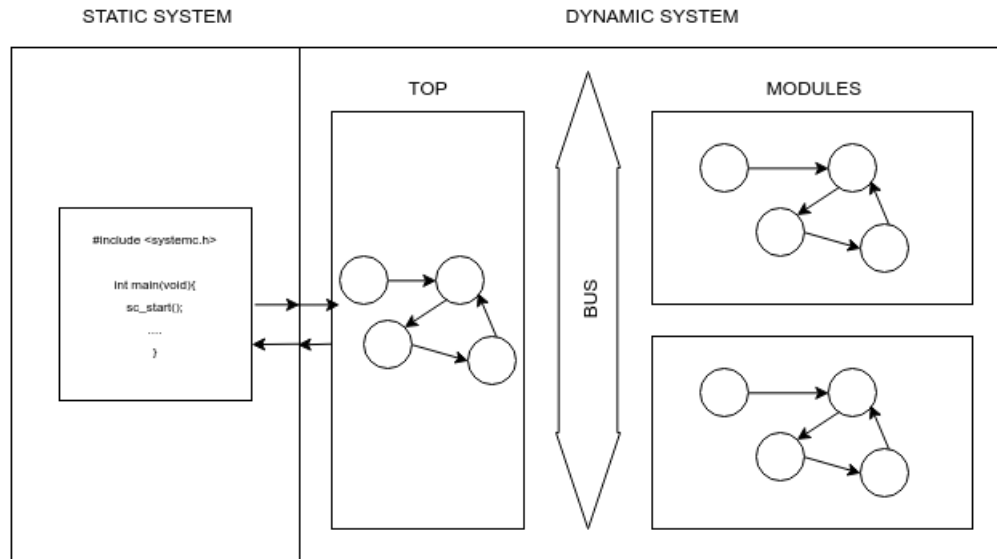 STATIC SYSTEM
DYNAMIC SYSTEM
TOP
MODULES
#include <systemc.h>
int main(void){
sc_start();
....
}
BUS